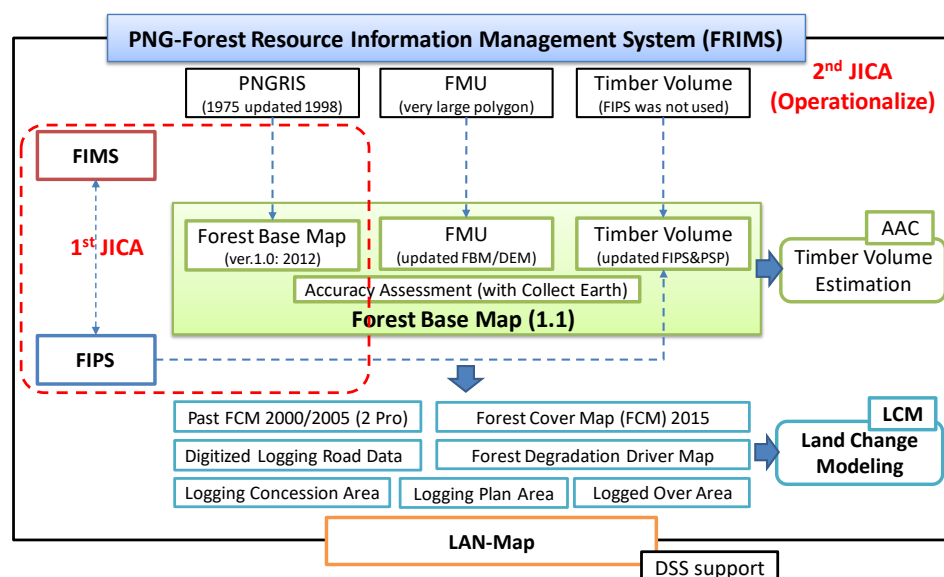 PNG-Forest Resource Information Management System (FRIMS)
2nd JICA
(Operationalize)
PNGRIS
(1975 updated 1998)
FMU
(very large polygon)
Timber Volume
(FIPS was not used)
FIMS
1st JICA
FIPS
Forest Base Map
(ver.1.0: 2012)
FMU
(updated FBM/DEM)
Timber Volume
(updated FIPS&PSP)
Accuracy Assessment (with Collect Earth)
Forest Base Map (1.1)
AAC
Timber Volume
Estimation
Past FCM 2000/2005 (2 Pro)
Forest Cover Map (FCM) 2015
Digitized Logging Road Data
Forest Degradation Driver Map
Logging Concession Area
Logging Plan Area
Logged Over Area
LCM
Land Change
Modeling
LAN-Map
DSS support